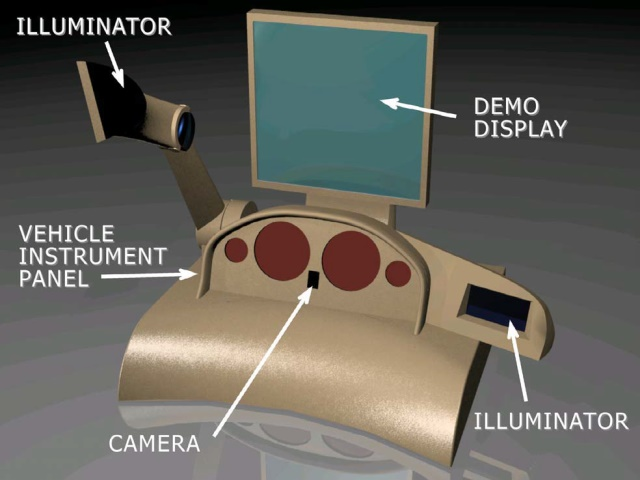 ILLUMINATOR
DEMO
DISPLAY
VEHICLE
INSTRUMENT
PANEL
CAMERA
ILLUMINATOR